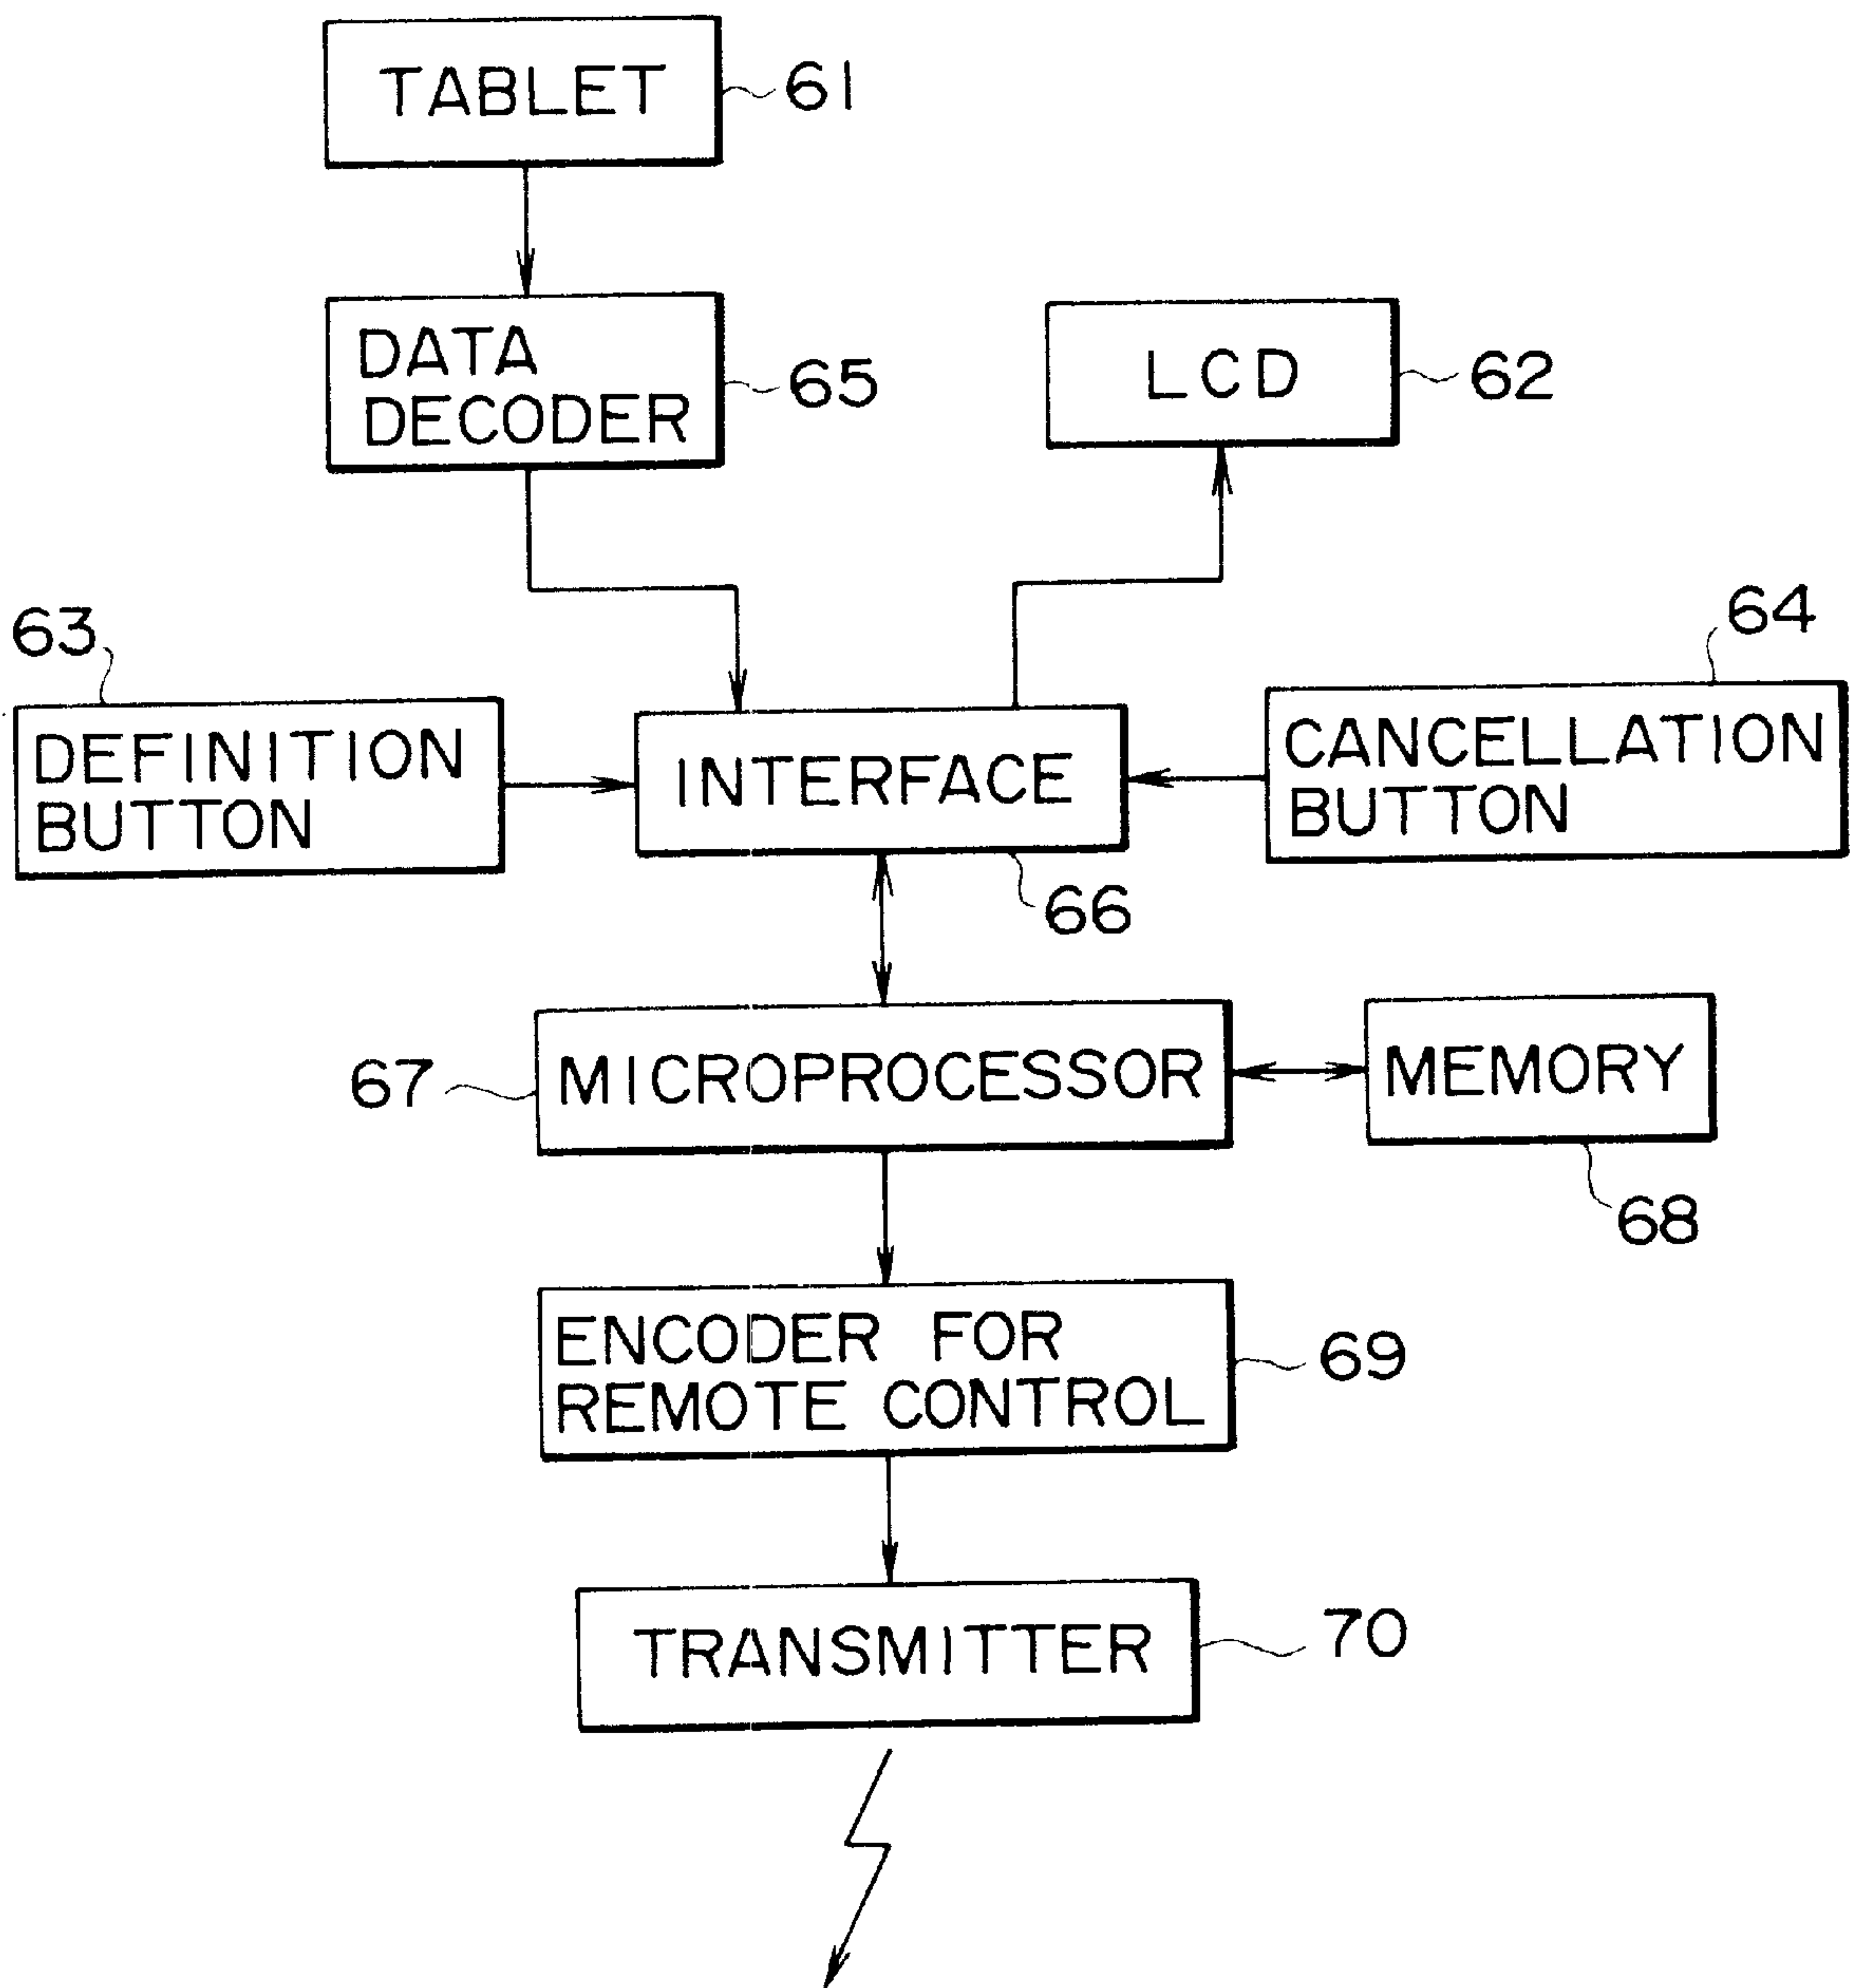 TABLET
61
DATA
DECODER
65
LCD
62
63
64
DEFINITION
BUTTON
INTERFACE
CANCELLATION
BUTTON
66
67
MICROPROCESSOR
MEMORY
68
ENCODER FOR
REMOTE CONTROL
69
TRANSMITTER
70